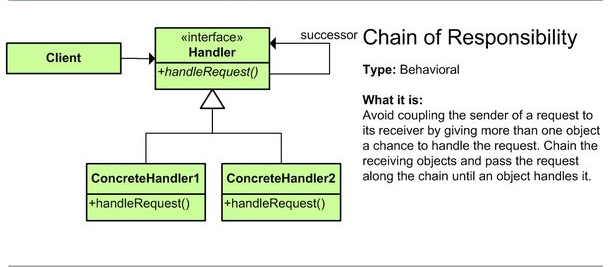 «interface»
Handler
+handleRequest()
successor
Client
ConcreteHandler1
+handleRequest()
ConcreteHandler2
+handleRequest()
Chain of Responsibility
Type: Behavioral
What it is:
Avoid coupling the sender of a request to
its receiver by giving more than one object
a chance to handle the request. Chain the
receiving objects and pass the request
along the chain until an object handles it.